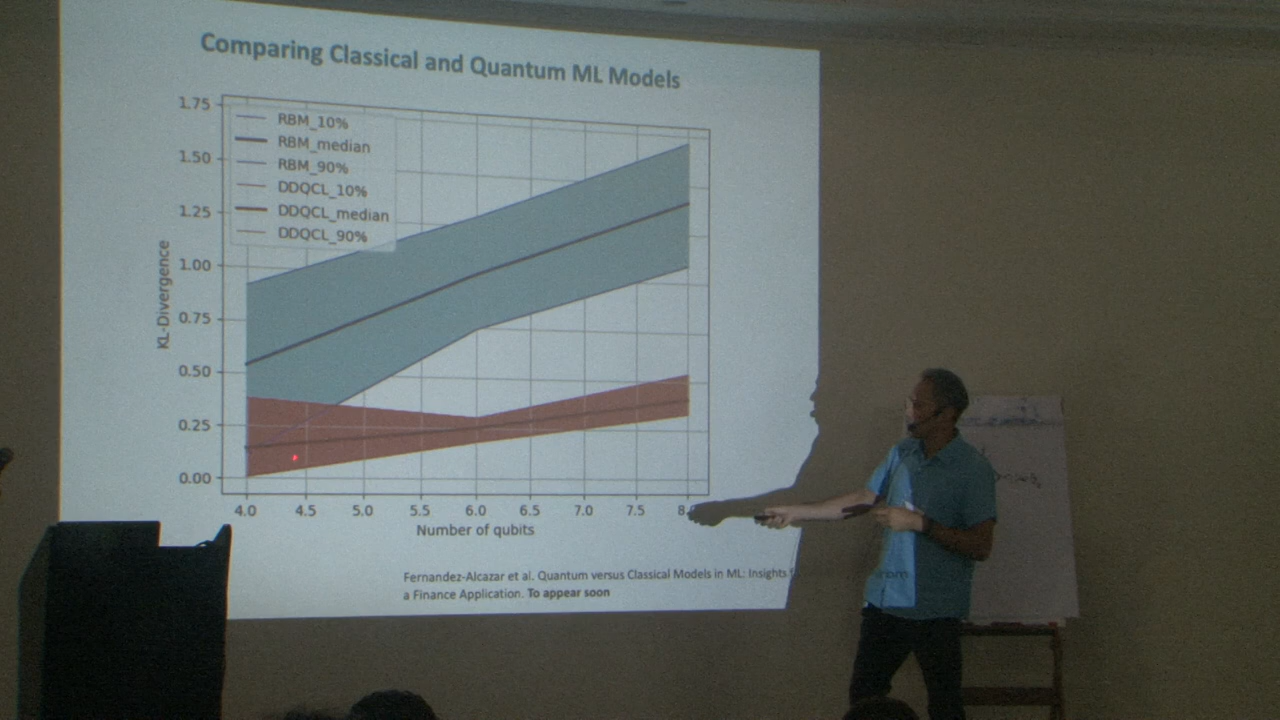 Comparing Classical and Quantum ML Models
1.75
1.50
1.25
1.00
0.75
0.50
0.25
0.00
KL-Divergence
RBM_10%
RBM_median
RBM_90%
DDQCL_10%
DDQCL_median
DDQCL_90%
4.0 4.5 5.0 5.5 6.0 6.5 7.0 7.5 8.
Number of qubits
Fernandez-Alcazar et al. Quantum versus Classical Models in ML: Insights
a Finance Application. To appear soon